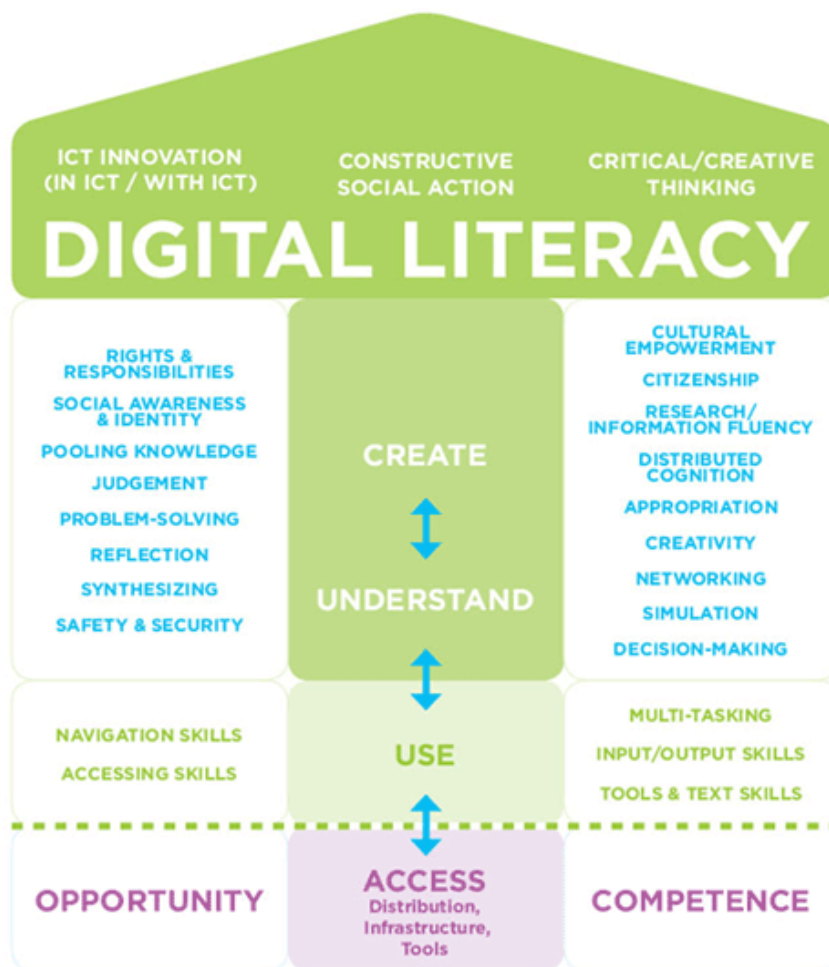 ICT INNOVATION
(IN ICT / WITH ICT)
CONSTRUCTIVE
SOCIAL ACTION
CRITICAL/CREATIVE
THINKING
DIGITAL LITERACY
RIGHTS &
RESPONSIBILITIES
SOCIAL AWARENESS
& IDENTITY
POOLING KNOWLEDGE
JUDGEMENT
PROBLEM-SOLVING
REFLECTION
SYNTHESIZING
SAFETY & SECURITY
CREATE
UNDERSTAND
CULTURAL
EMPOWERMENT
CITIZENSHIP
RESEARCH/
INFORMATION FLUENCY
DISTRIBUTED
COGNITION
APPROPRIATION
CREATIVITY
NETWORKING
SIMULATION
DECISION-MAKING
NAVIGATION SKILLS
ACCESSING SKILLS
USE
MULTI-TASKING
INPUT/OUTPUT SKILLS
TOOLS & TEXT SKILLS
OPPORTUNITY
ACCESS
Distribution,
Infrastructure,
Tools
COMPETENCE